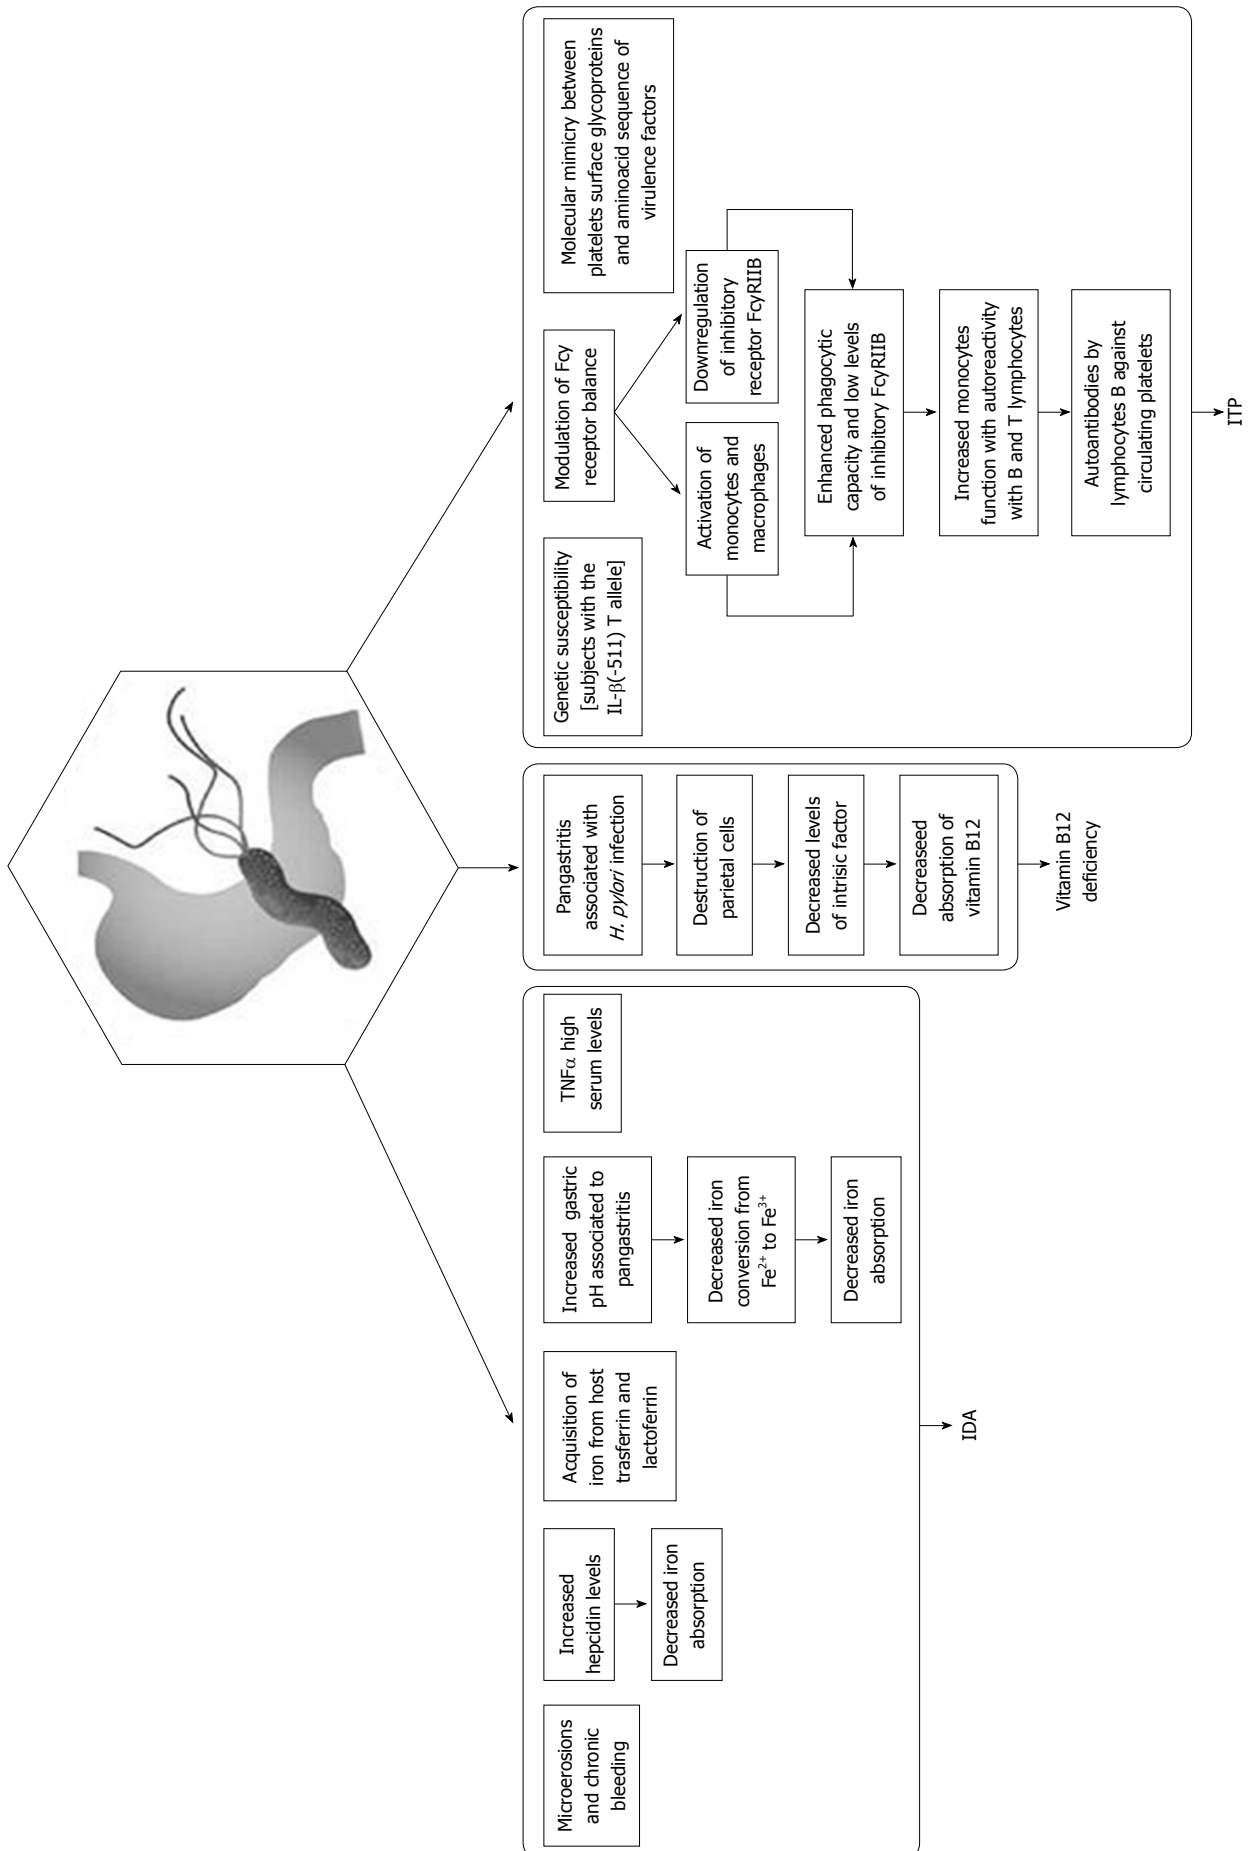 Microerosions
and chronic
bleeding
Increased
hepcidin levels
Decreased iron
absorption
Acquisition of
iron from host
trasferrin and
lactoferrin
Increased gastric
pH associated to
pangastritis
Decreased iron
conversion from
Fe²⁺ to Fe³⁺
Decreased iron
absorption
TNFα high
serum levels
IDA
Pangastritis
associated with
H. pylori infection
Destruction of
parietal cells
Decreased levels
of intrisic factor
Decreaseed
absorption of
vitamin B12
Vitamin B12
deficiency
Genetic susceptibility
[subjects with the
IL-β(-511) T allele]
Modulation of Fcγ
receptor balance
Activation of
monocytes and
macrophages
Downregulation
of inhibitory
receptor FcγRIIB
Enhanced phagocytic
capacity and low levels
of inhibitory FcγRIIB
Increased monocytes
function with autoreactivity
with B and T lymphocytes
Autoantibodies by
lymphocytes B against
circulating platelets
Molecular mimicry between
platelets surface glycoproteins
and aminoacid sequence of
virulence factors
ITP